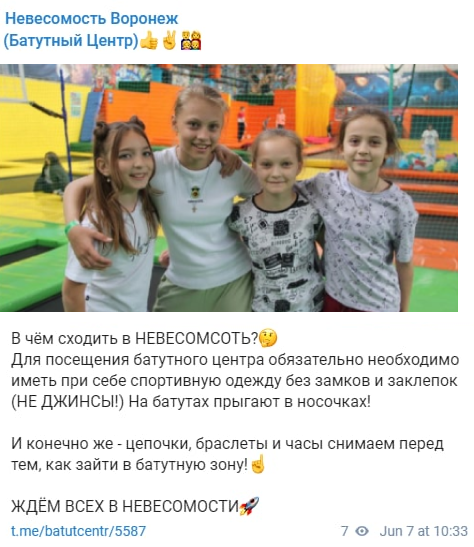 Невесомость Воронеж
(Батутный Центр)👍✌👨‍👩‍👧‍👦
В чём сходить в НЕВЕСОМСОТЬ?🤔
Для посещения батутного центра обязательно необходимо
иметь при себе спортивную одежду без замков и заклепок
(НЕ ДЖИНСЫ!) На батутах прыгают в носочках!
И конечно же - цепочки, браслеты и часы снимаем перед
тем, как зайти в батутную зону!☝
ЖДЁМ ВСЕХ В НЕВЕСОМОСТИ🚀
t.me/batutcentr/5587 7 Jun 7 at 10:33